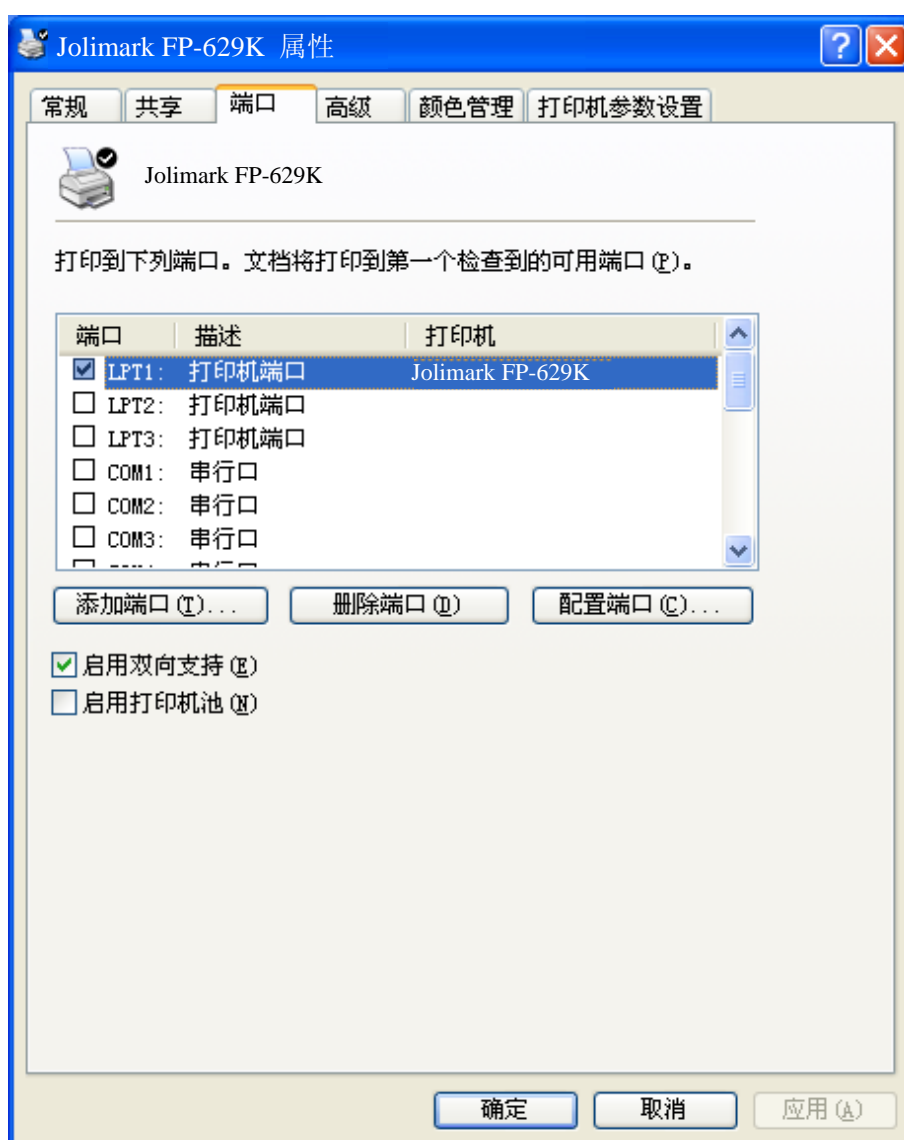 Jolimark FP-629K 属性
常规 共享 端口 高级 颜色管理 打印机参数设置
Jolimark FP-629K
打印到下列端口。文档将打印到第一个检查到的可用端口(P)。
端口 描述 打印机
LPT1: 打印机端口 Jolimark FP-629K
LPT2: 打印机端口
LPT3: 打印机端口
COM1: 串行口
COM2: 串行口
COM3: 串行口
添加端口(T)... 删除端口(D) 配置端口(C)...
启用双向支持(E)
启用打印机池(N)
确定 取消 应用(A)